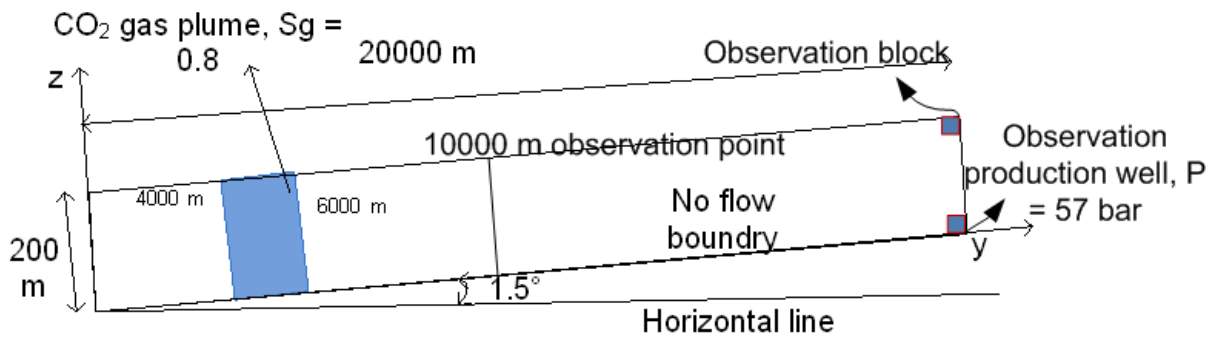 CO₂ gas plume, Sg =
0.8
20000 m
Observation block
z
10000 m observation point
Observation
production well, P
= 57 bar
4000 m
6000 m
No flow
boundry
200
m
y
1.5°
Horizontal line